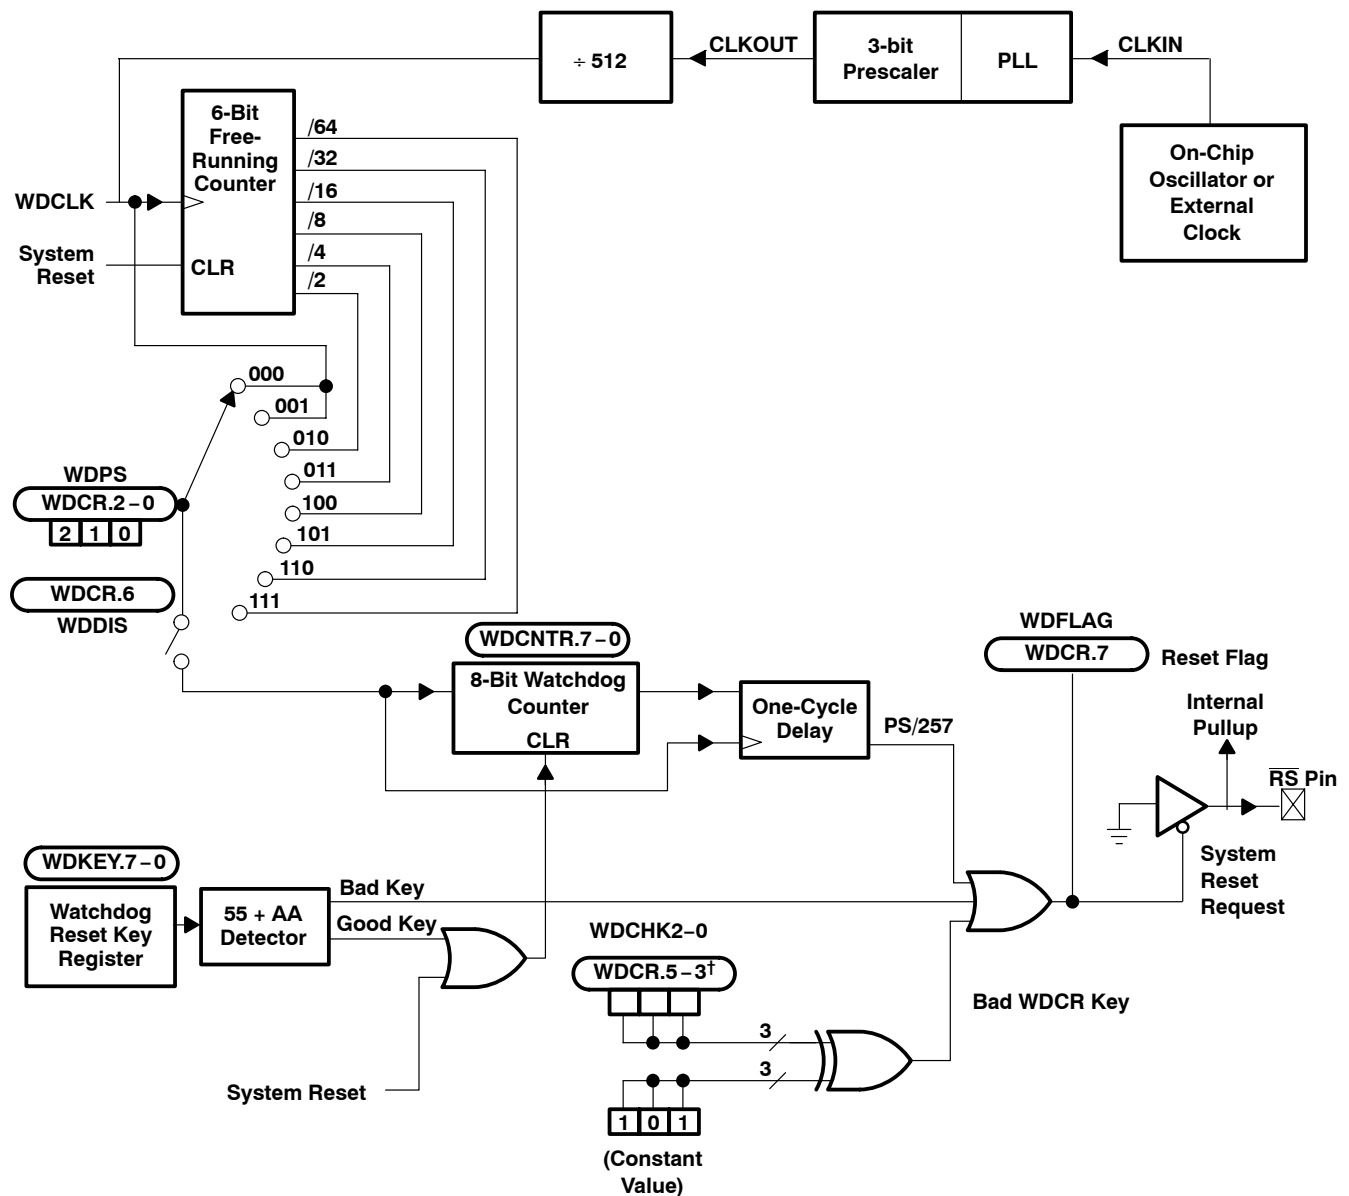 ÷ 512
CLKOUT
3-bit
Prescaler
PLL
CLKIN
On-Chip
Oscillator or
External
Clock
6-Bit
Free-
Running
Counter
CLR
/64
/32
/16
/8
/4
/2
WDCLK
System
Reset
000
001
010
011
100
101
110
111
WDPS
WDCR.2–0
2 1 0
WDCR.6
WDDIS
WDCNTR.7–0
8-Bit Watchdog
Counter
CLR
One-Cycle
Delay
PS/257
WDFLAG
WDCR.7
Reset Flag
Internal
Pullup
RS Pin
System
Reset
Request
WDKEY.7–0
Watchdog
Reset Key
Register
55 + AA
Detector
Bad Key
Good Key
System Reset
WDCHK2–0
WDCR.5–3†
3
3
1 0 1
(Constant
Value)
Bad WDCR Key